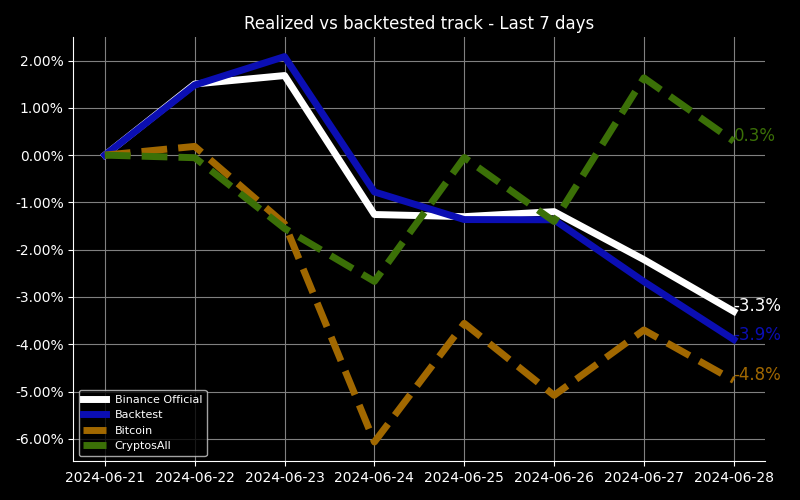 Realized vs backtested track - Last 7 days
2.00%
1.00%
0.00%
-1.00%
-2.00%
-3.00%
-4.00%
-5.00%
-6.00%
0.3%
-3.3%
-3.9%
-4.8%
Binance Official
Backtest
Bitcoin
CryptosAll
2024-06-21 2024-06-22 2024-06-23 2024-06-24 2024-06-25 2024-06-26 2024-06-27 2024-06-28